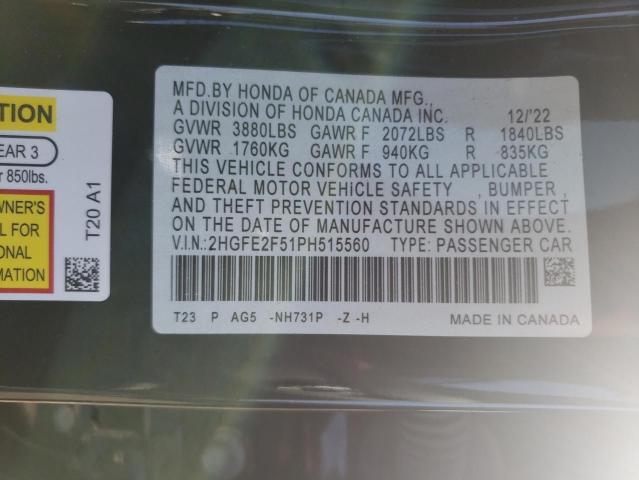 MFD.BY HONDA OF CANADA MFG.,
A DIVISION OF HONDA CANADA INC. 12/'22
GVWR 3880LBS GAWR F 2072LBS R 1840LBS
GVWR 1760KG GAWR F 940KG R 835KG
THIS VEHICLE CONFORMS TO ALL APPLICABLE
FEDERAL MOTOR VEHICLE SAFETY , BUMPER ,
AND THEFT PREVENTION STANDARDS IN EFFECT
ON THE DATE OF MANUFACTURE SHOWN ABOVE.
V.I.N.:2HGFE2F51PH515560 TYPE: PASSENGER CAR
T23 P AG5 -NH731P -Z -H MADE IN CANADA
TION
EAR 3
r 850lbs.
WNER'S
L FOR
ONAL
MATION
T20 A1